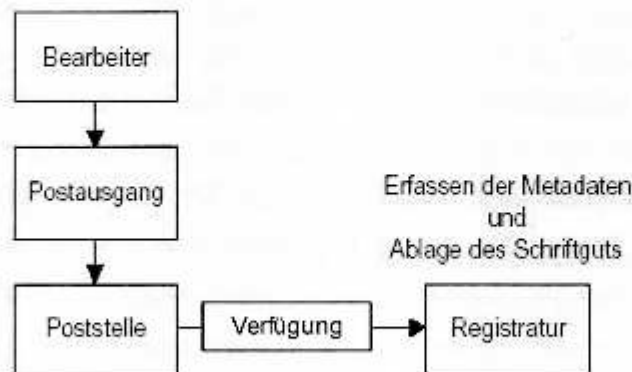 Bearbeiter
Postausgang
Erfassen der Metadaten
und
Ablage des Schriftguts
Poststelle
Verfügung
Registratur